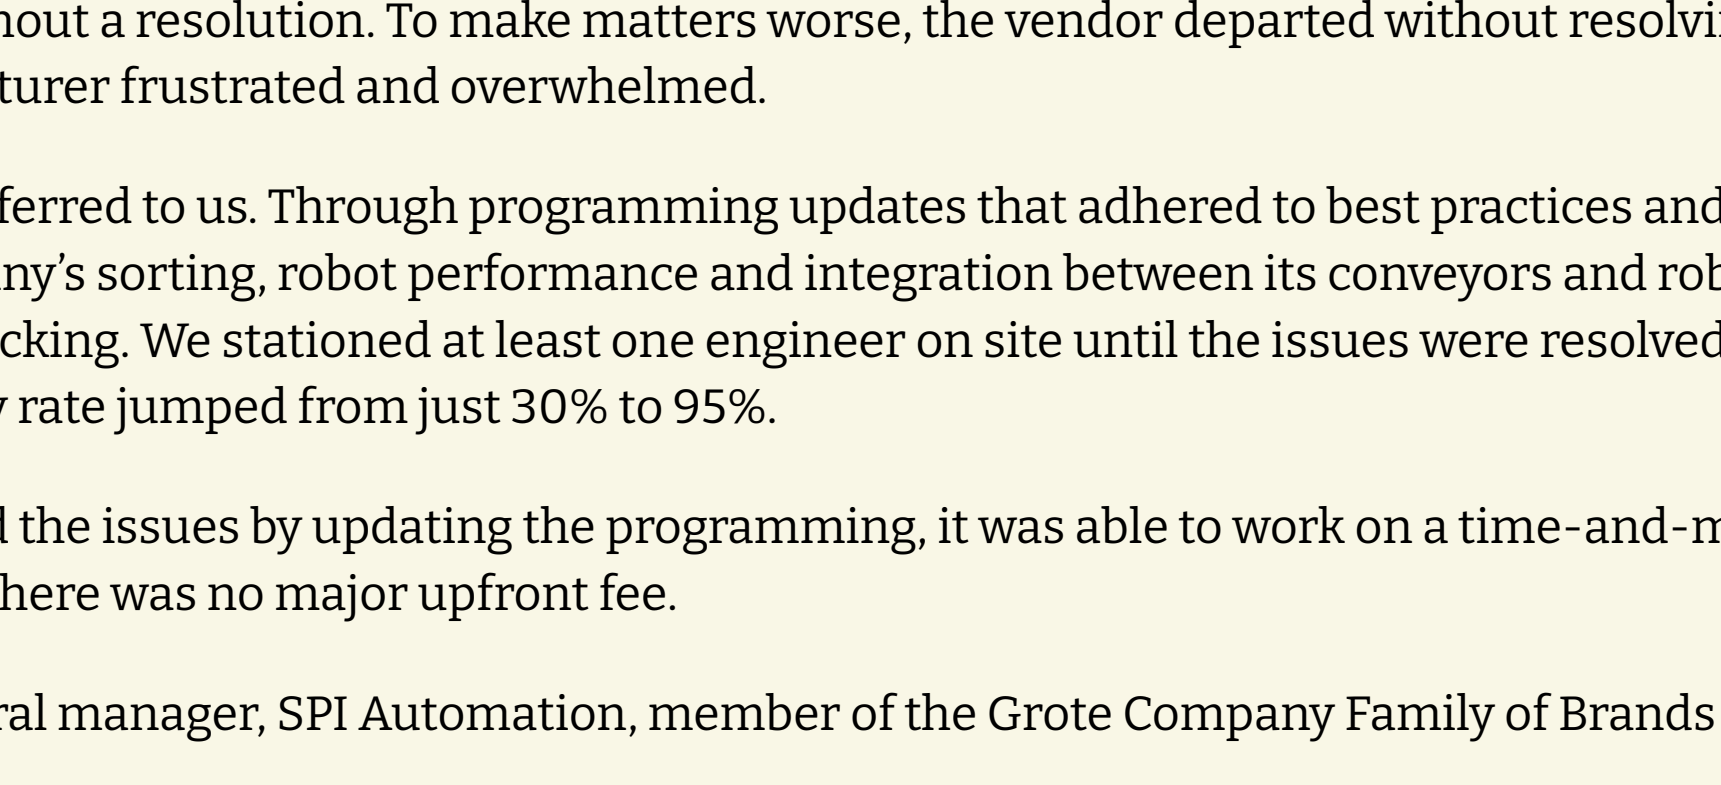 hout a resolution. To make matters worse, the vendor departed without resolvi
turer frustrated and overwhelmed.
ferred to us. Through programming updates that adhered to best practices and
ny’s sorting, robot performance and integration between its conveyors and rob
cking. We stationed at least one engineer on site until the issues were resolved
y rate jumped from just 30% to 95%.
d the issues by updating the programming, it was able to work on a time-and-m
here was no major upfront fee.
ral manager, SPI Automation, member of the Grote Company Family of Brands